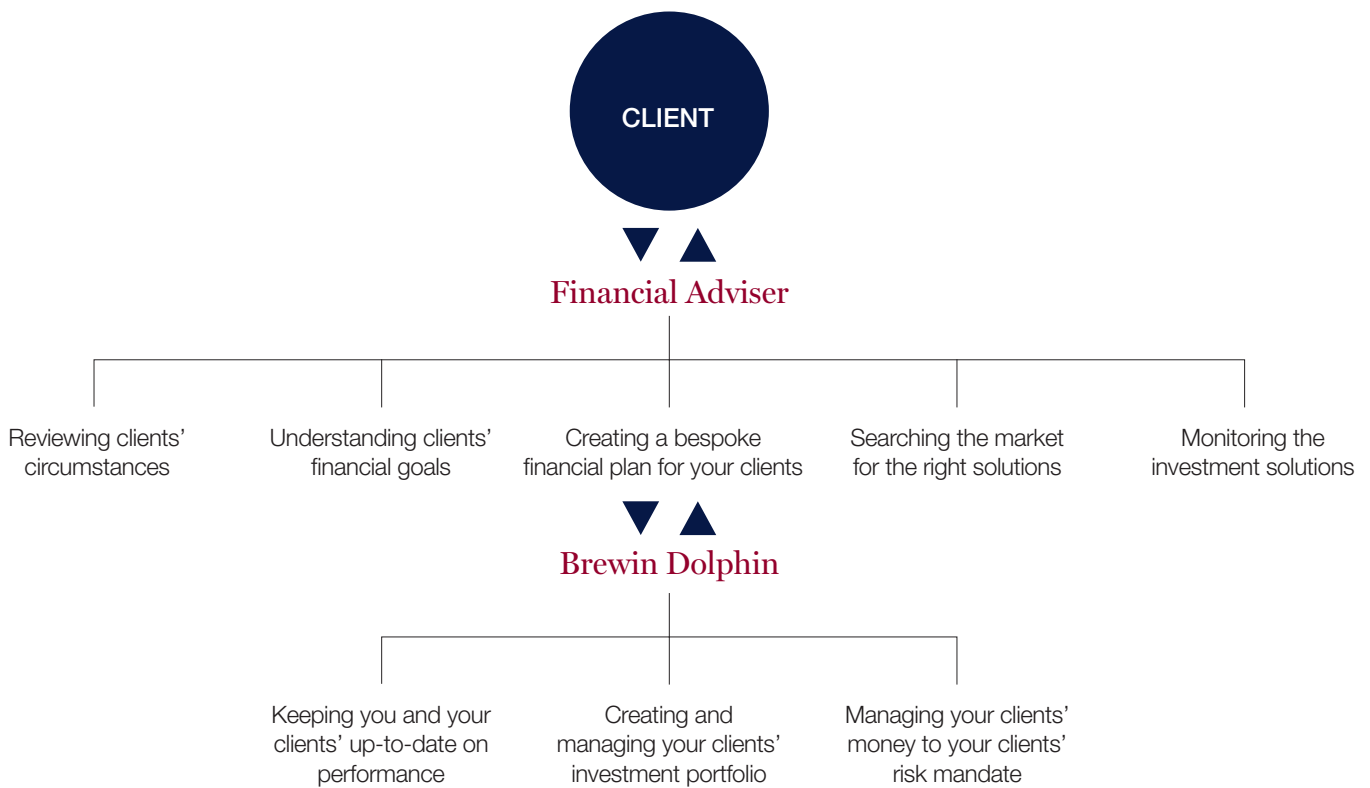 CLIENT
Financial Adviser
Reviewing clients’
circumstances
Understanding clients’
financial goals
Creating a bespoke
financial plan for your clients
Searching the market
for the right solutions
Monitoring the
investment solutions
Brewin Dolphin
Keeping you and your
clients’ up-to-date on
performance
Creating and
managing your clients’
investment portfolio
Managing your clients’
money to your clients’
risk mandate